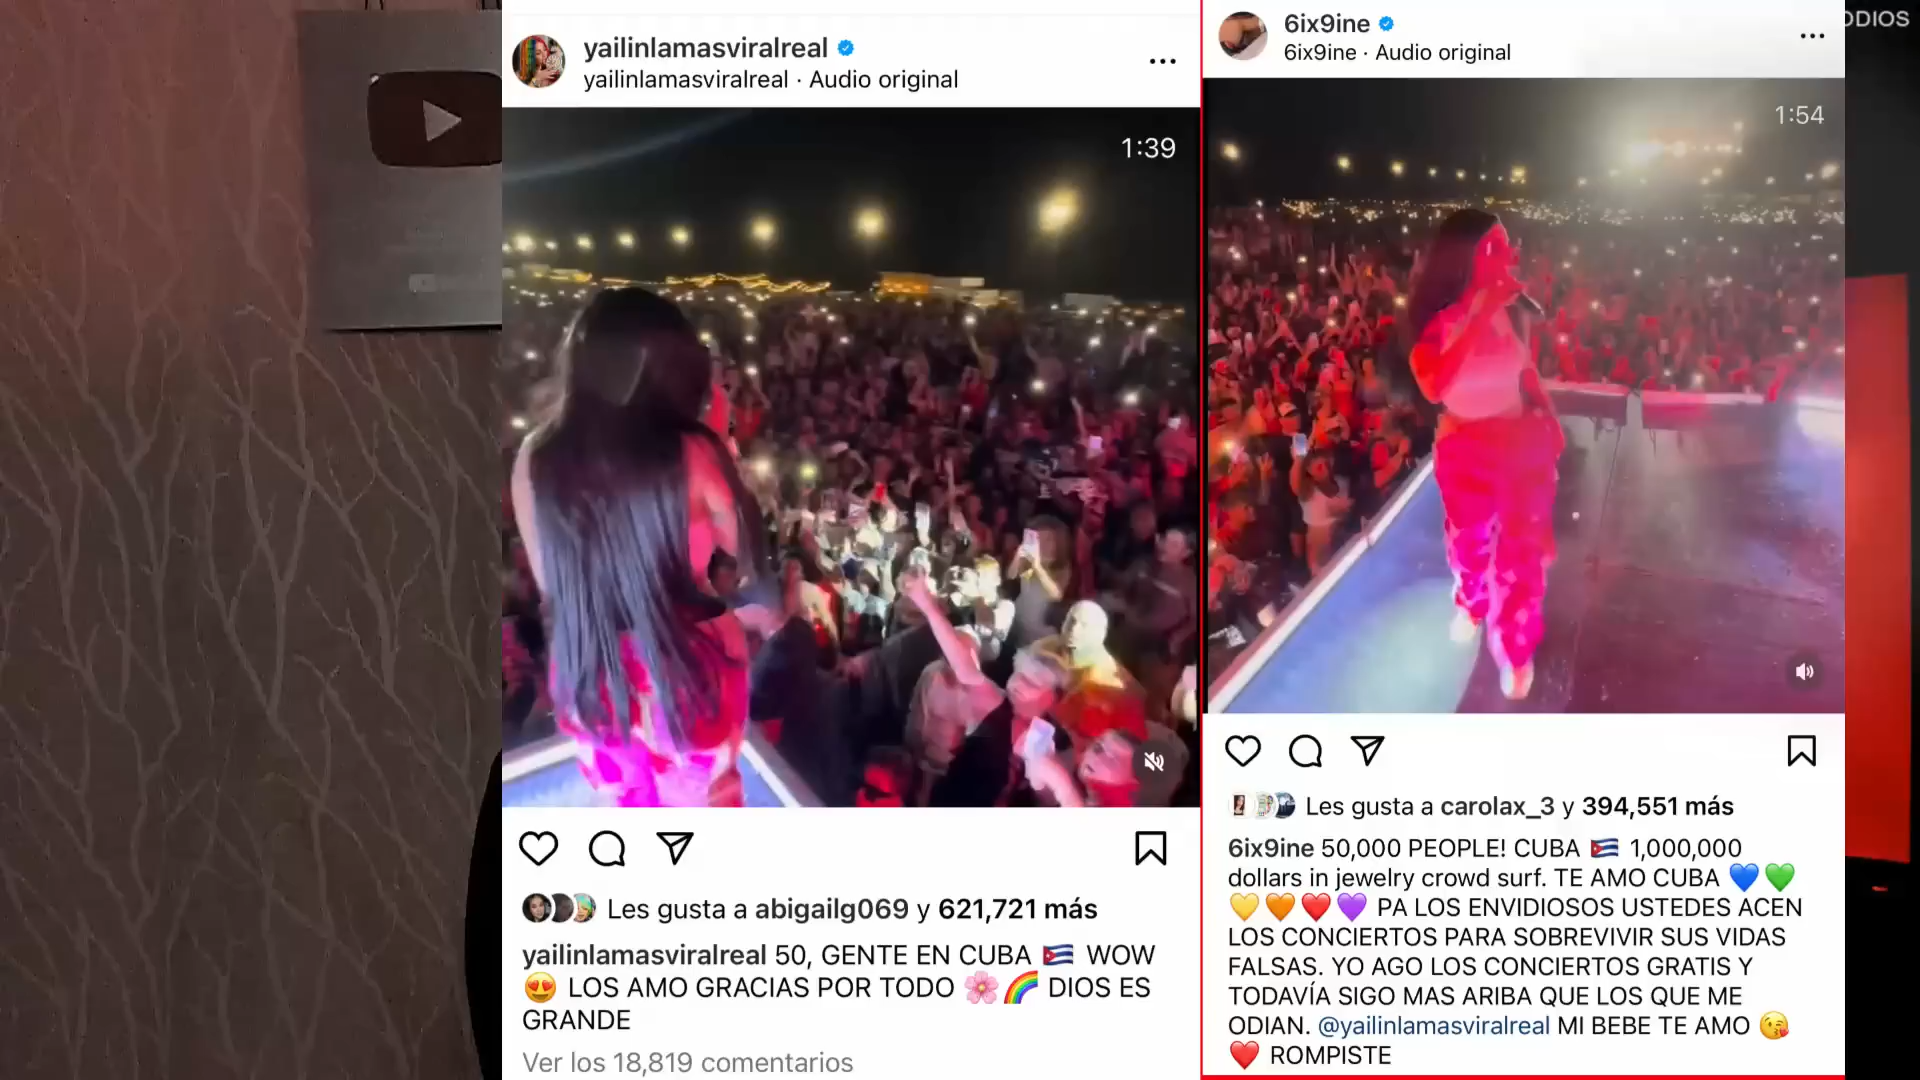 yailinlamasviralreal
yailinlamasviralreal · Audio original
1:39
Les gusta a abigailg069 y 621,721 más
yailinlamasviralreal 50, GENTE EN CUBA 🇨🇺 WOW
😍 LOS AMO GRACIAS POR TODO 🌸🌈 DIOS ES
GRANDE
Ver los 18,819 comentarios
6ix9ine
6ix9ine · Audio original
1:54
Les gusta a carolax_3 y 394,551 más
6ix9ine 50,000 PEOPLE! CUBA 🇨🇺 1,000,000
dollars in jewelry crowd surf. TE AMO CUBA 💙💚
💛🧡❤️💜 PA LOS ENVIDIOSOS USTEDES ACEN
LOS CONCIERTOS PARA SOBREVIVIR SUS VIDAS
FALSAS. YO AGO LOS CONCIERTOS GRATIS Y
TODAVÍA SIGO MAS ARIBA QUE LOS QUE ME
ODIAN. @yailinlamasviralreal MI BEBE TE AMO 😘
❤️ ROMPISTE